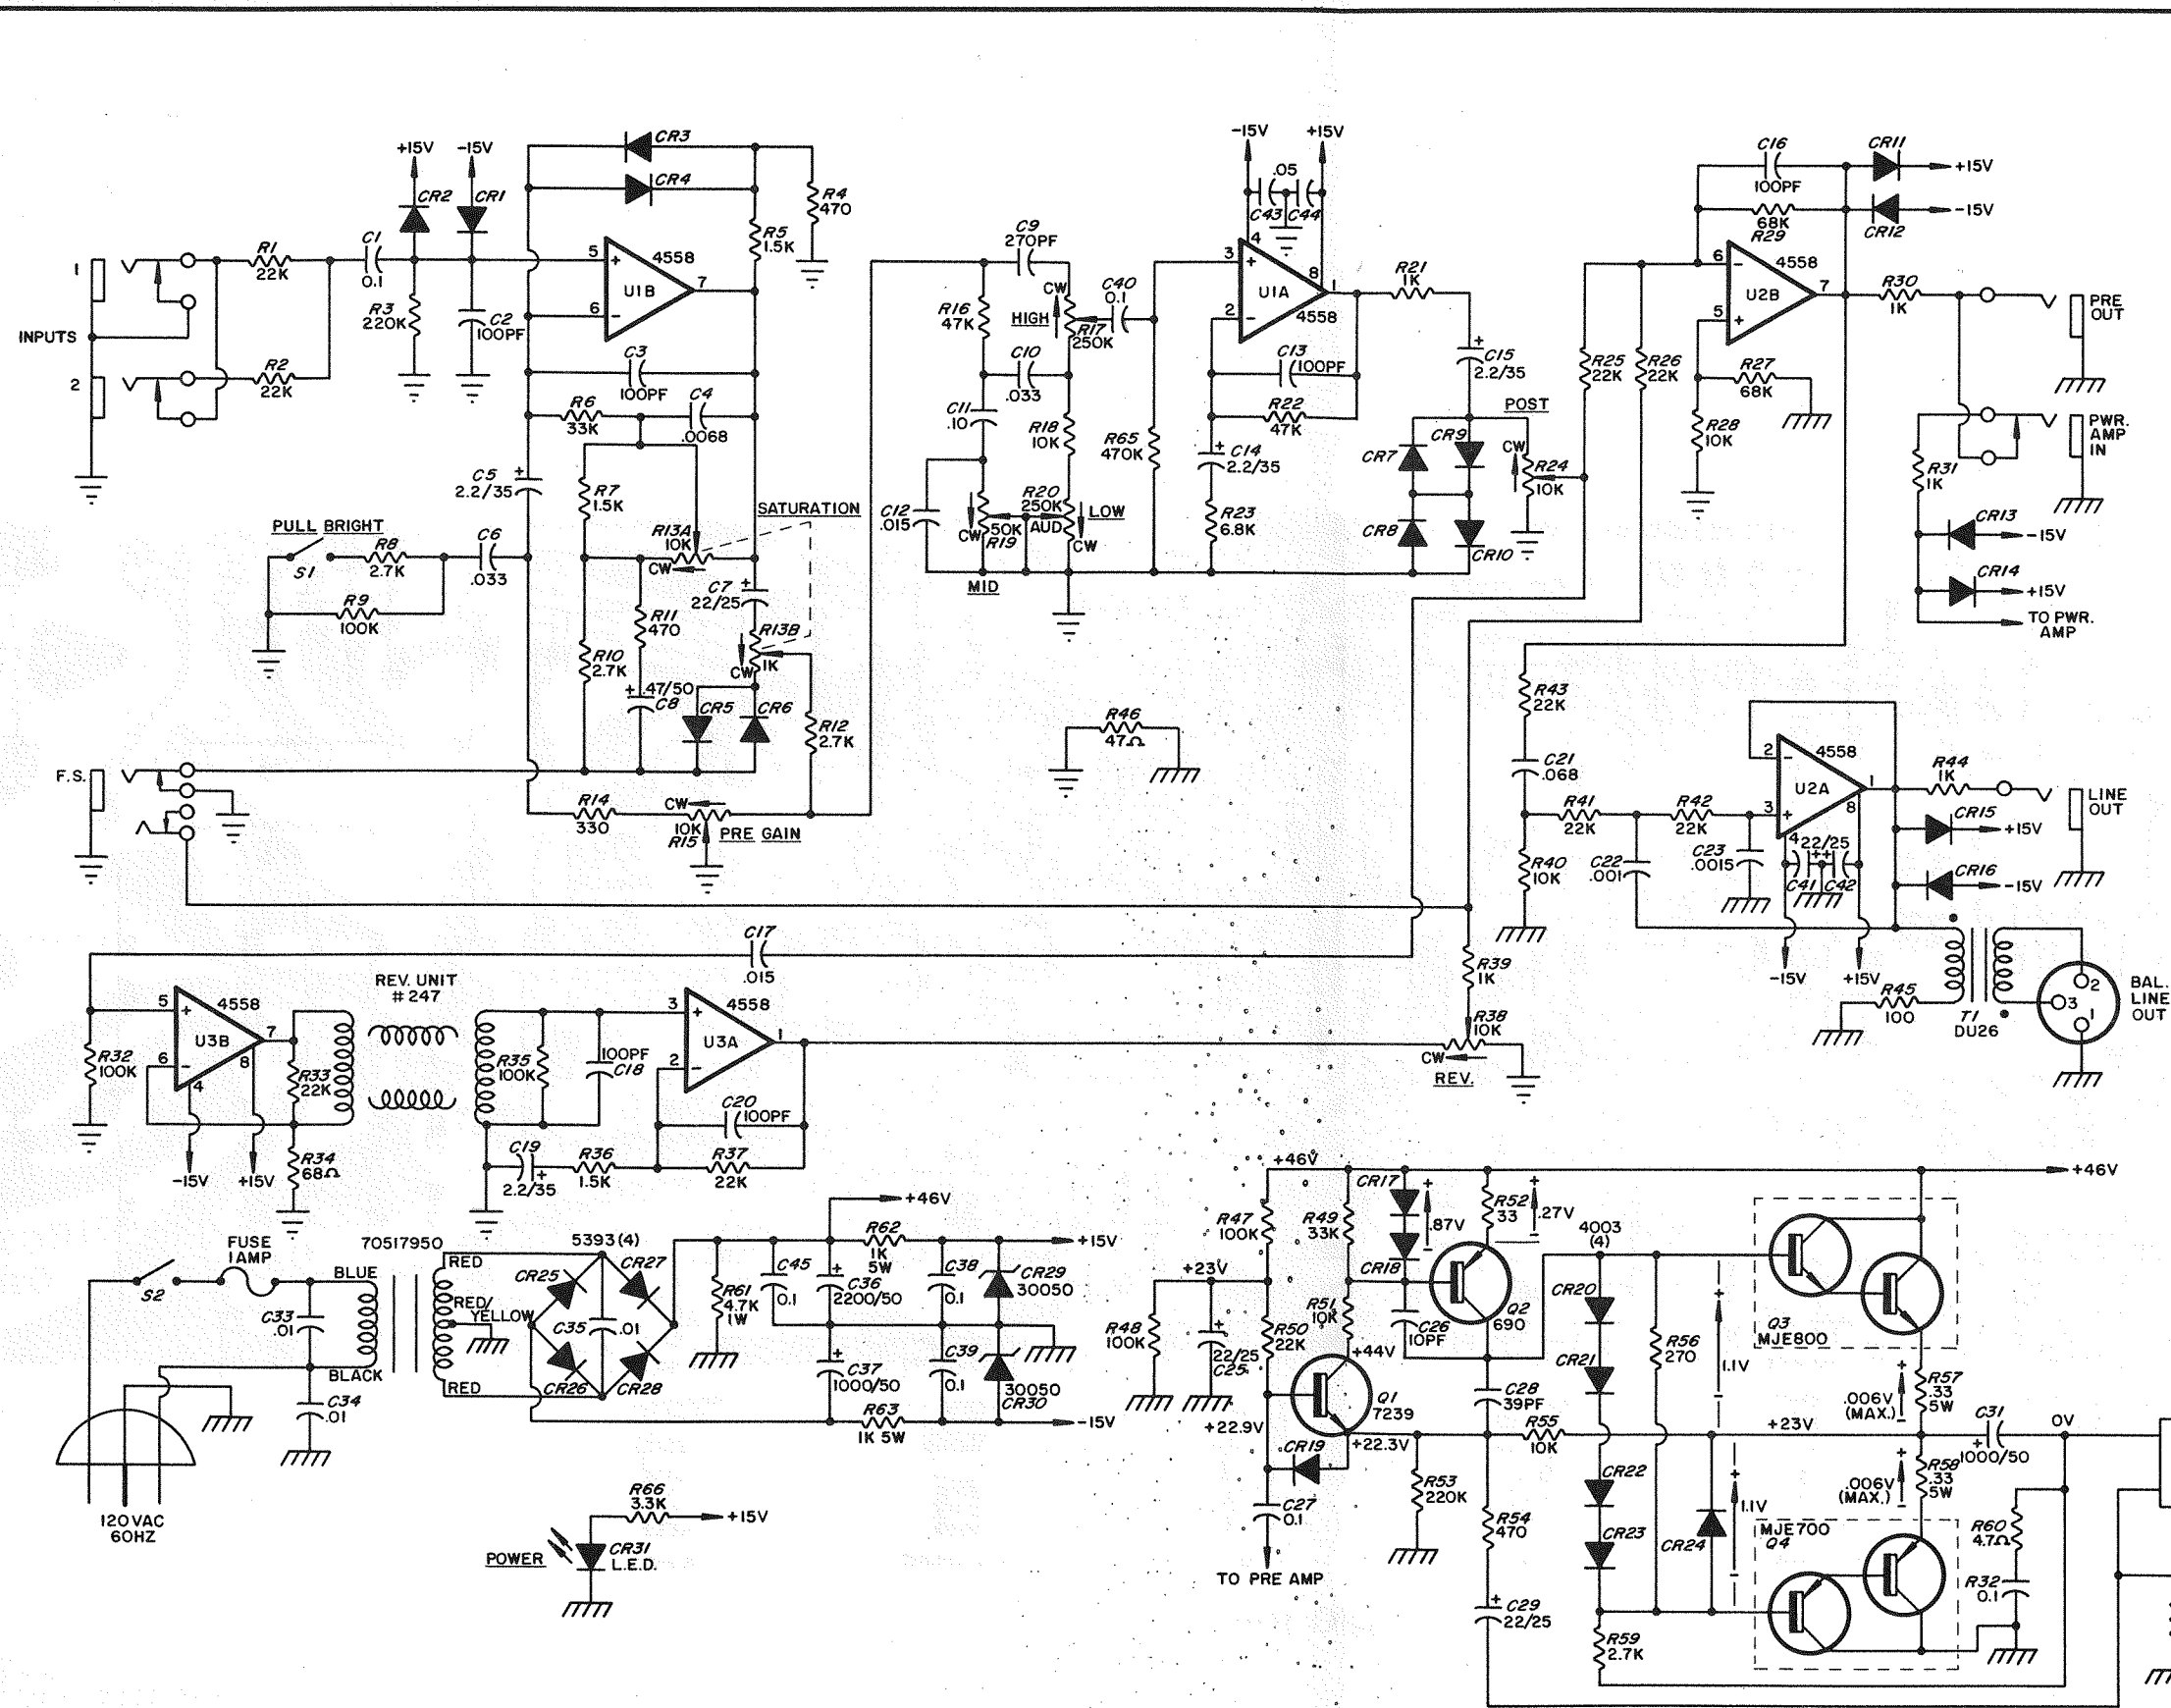 +15V
-15V
CR2
CR1
CR3
CR4
R4
470
R5
1.5K
1
R1
22K
C1
0.1
5
+
4558
U1B
7
6
-
R3
220K
C2
100PF
INPUTS
2
R2
22K
C3
100PF
C4
.0068
R6
33K
C5
+
2.2/35
R7
1.5K
SATURATION
R13A
10K
CW
PULL BRIGHT
S1
R8
2.7K
C6
.033
R9
100K
R11
470
C7
+
22/25
R13B
1K
CW
R10
2.7K
+ .47/50
C8
CR5
CR6
R12
2.7K
F.S.
R14
330
CW
10K
R15
PRE GAIN
C9
270PF
CW
HIGH
R17
250K
C40
0.1
R16
47K
C10
.033
C11
.10
R18
10K
R65
470K
C12
.015
CW
50K
R19
R20
250K
AUD
LOW
CW
MID
-15V
+15V
.05
C43
C44
3
4
+
8
U1A
1
4558
2
-
R21
1K
C13
100PF
R22
47K
C14
+
2.2/35
R23
6.8K
C15
+
2.2/35
POST
CR7
CR9
CW
R24
10K
CR8
CR10
R25
22K
R26
22K
C16
100PF
CR11
+15V
68K
R29
CR12
-15V
6
-
4558
U2B
7
5
+
R27
68K
R28
10K
R30
1K
PRE
OUT
PWR.
AMP
IN
R31
1K
CR13
-15V
CR14
+15V
TO PWR.
AMP
R46
47Ω
R43
22K
C21
.068
R41
22K
R42
22K
R40
10K
C22
.001
C23
.0015
2
-
4558
U2A
1
3
+
8
4
22/25
++
C41
C42
-15V
+15V
R44
1K
LINE
OUT
CR15
+15V
CR16
-15V
R45
100
T1
DU26
2
3
1
BAL.
LINE
OUT
C17
.015
5
+
4558
U3B
7
6
-
8
4
R32
100K
R33
22K
R34
68Ω
-15V
+15V
REV. UNIT
# 247
R35
100K
100PF
C18
3
+
4558
U3A
1
2
-
C20
100PF
C19
+
2.2/35
R36
1.5K
R37
22K
R39
1K
R38
10K
CW
REV.
S2
FUSE
1AMP
C33
.01
C34
.01
120VAC
60HZ
70517950
BLUE
BLACK
RED
RED/
YELLOW
RED
5393(4)
CR25
CR27
C35
.01
CR26
CR28
+46V
R61
4.7K
1W
C45
0.1
+
C36
2200/50
R62
1K
5W
C38
0.1
CR29
30050
+15V
+
C37
1000/50
C39
0.1
30050
CR30
R63
1K 5W
-15V
R66
3.3K
+15V
POWER
CR31
L.E.D.
+46V
R47
100K
R49
33K
CR17
+
.87V
-
CR18
R52
33
+
.27V
-
+46V
+23V
R48
100K
+
22/25
C25
R50
22K
R51
10K
C26
10PF
Q2
690
+44V
Q1
7239
+22.9V
+22.3V
CR19
C27
0.1
TO PRE AMP
R53
220K
C28
39PF
R55
10K
R54
470
+
C29
22/25
4003
(4)
CR20
CR21
CR22
CR23
R56
270
+
1.1V
-
+
1.1V
-
CR24
R59
2.7K
Q3
MJE800
R57
.33
5W
+
.006V
(MAX.)
-
+23V
C31
+
1000/50
0V
R58
.33
5W
+
.006V
(MAX.)
-
MJE700
Q4
R60
4.7Ω
R32
0.1